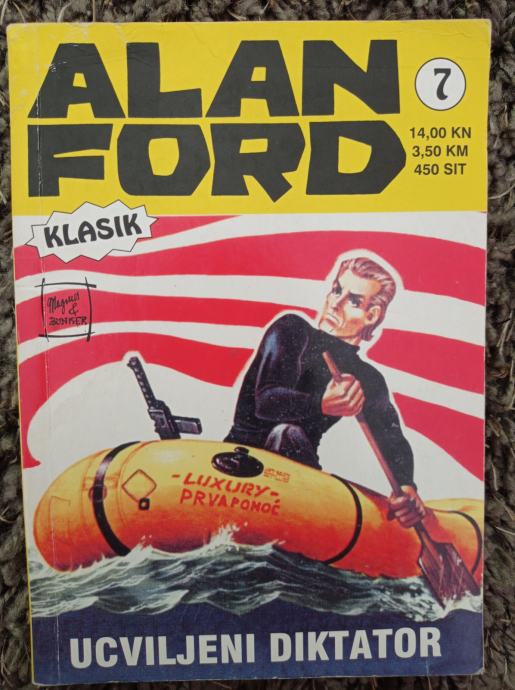 ALAN
FORD
7
14,00 KN
3,50 KM
450 SIT
KLASIK
Magnus
&
BUNKER
-LUXURY-
PRVA POMOĆ
UCVILJENI DIKTATOR